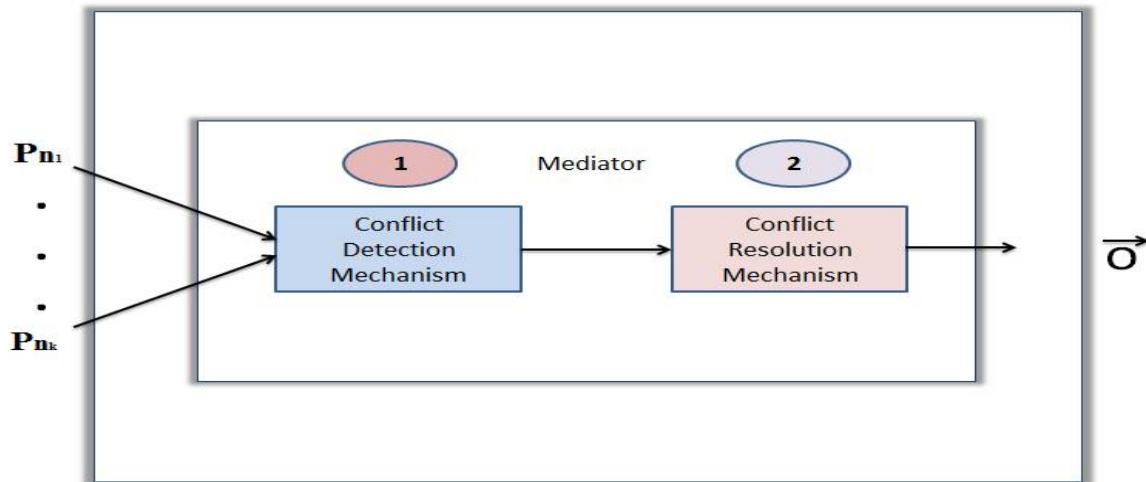 Pn₁
1
Mediator
2
Conflict
Detection
Mechanism
Conflict
Resolution
Mechanism
O
Pnₖ